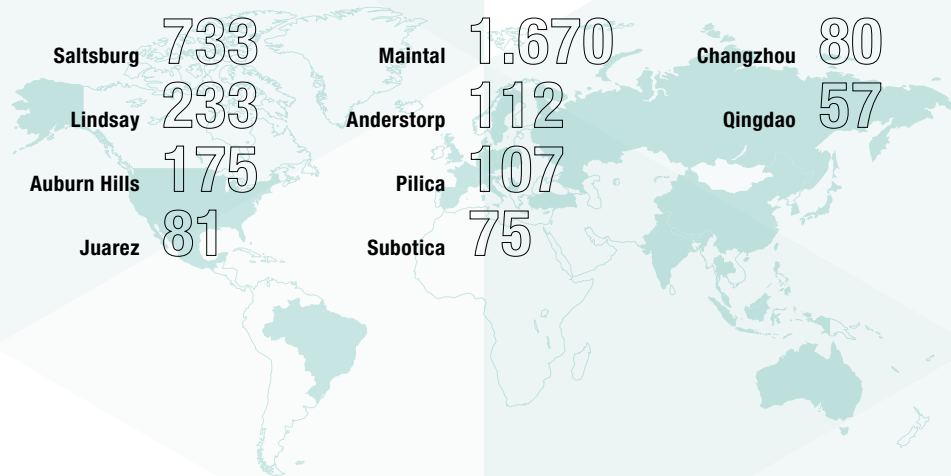 Saltsburg 733
Lindsay 233
Auburn Hills 175
Juarez 81
Maintal 1.670
Anderstorp 112
Pilica 107
Subotica 75
Changzhou 80
Qingdao 57